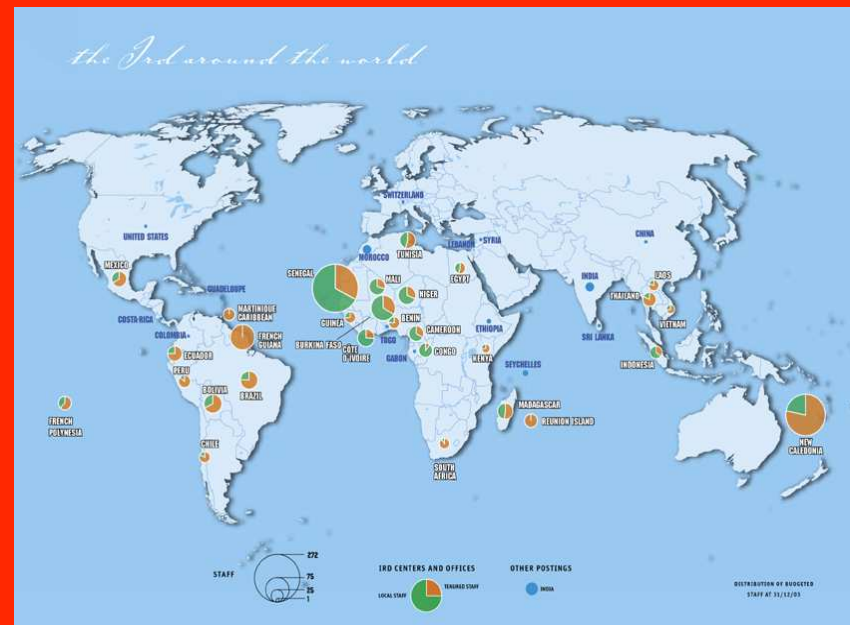 the Ird around the world
SWITZERLAND
UNITED STATES
MOROCCO
TUNISIA
LEBANON
SYRIA
CHINA
MEXICO
SENEGAL
MALI
EGYPT
INDIA
LAOS
GUADELOUPE
NIGER
THAILAND
MARTINIQUE
CARIBBEAN
COSTA-RICA
GUINEA
BENIN
VIETNAM
COLOMBIA
FRENCH
GUIANA
BURKINA FASO
TOGO
CAMEROON
ETHIOPIA
SRI LANKA
ECUADOR
CÔTE
D'IVOIRE
GABON
CONGO
KENYA
SEYCHELLES
INDONESIA
PERU
BOLIVIA
BRAZIL
MADAGASCAR
REUNION ISLAND
FRENCH
POLYNESIA
CHILE
NEW
CALEDONIA
SOUTH
AFRICA
STAFF
272
75
25
1
IRD CENTERS AND OFFICES
LOCAL STAFF
TENURED STAFF
OTHER POSTINGS
INDIA
DISTRIBUTION OF BUDGETED
STAFF AT 31/12/03